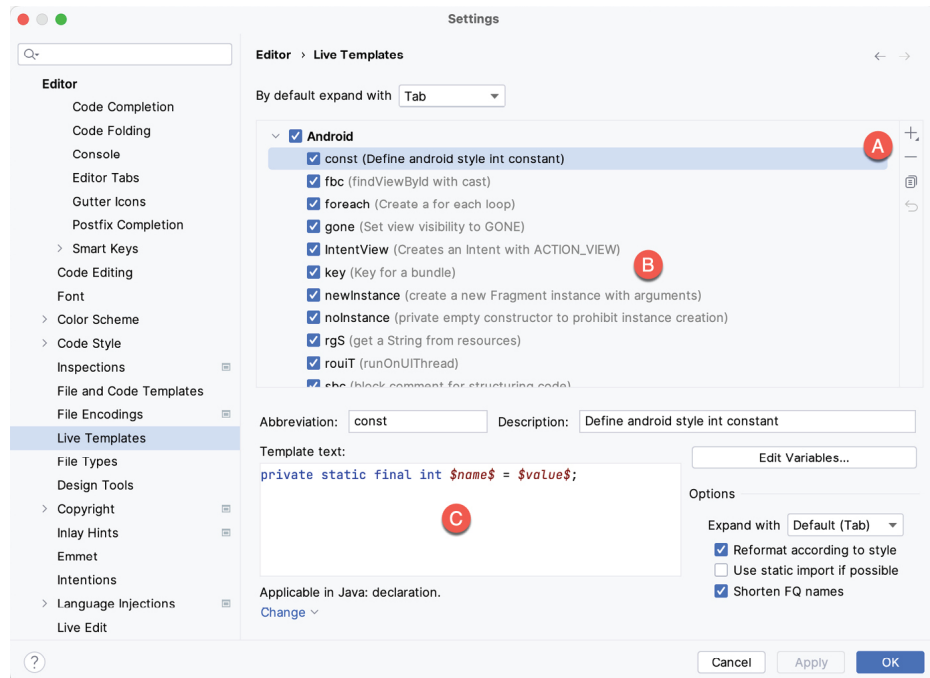 Settings
Editor › Live Templates
By default expand with Tab
Editor
Code Completion
Code Folding
Console
Editor Tabs
Gutter Icons
Postfix Completion
Smart Keys
Code Editing
Font
Color Scheme
Code Style
Inspections
File and Code Templates
File Encodings
Live Templates
File Types
Design Tools
Copyright
Inlay Hints
Emmet
Intentions
Language Injections
Live Edit
Android
A
const (Define android style int constant)
fbc (findViewById with cast)
foreach (Create a for each loop)
gone (Set view visibility to GONE)
IntentView (Creates an Intent with ACTION_VIEW)
B
key (Key for a bundle)
newInstance (create a new Fragment instance with arguments)
noInstance (private empty constructor to prohibit instance creation)
rgS (get a String from resources)
rouiT (runOnUIThread)
sbc (block comment for structuring code)
Abbreviation: const Description: Define android style int constant
Template text:
private static final int $name$ = $value$;
C
Applicable in Java: declaration.
Change
Edit Variables...
Options
Expand with Default (Tab)
Reformat according to style
Use static import if possible
Shorten FQ names
? Cancel Apply OK